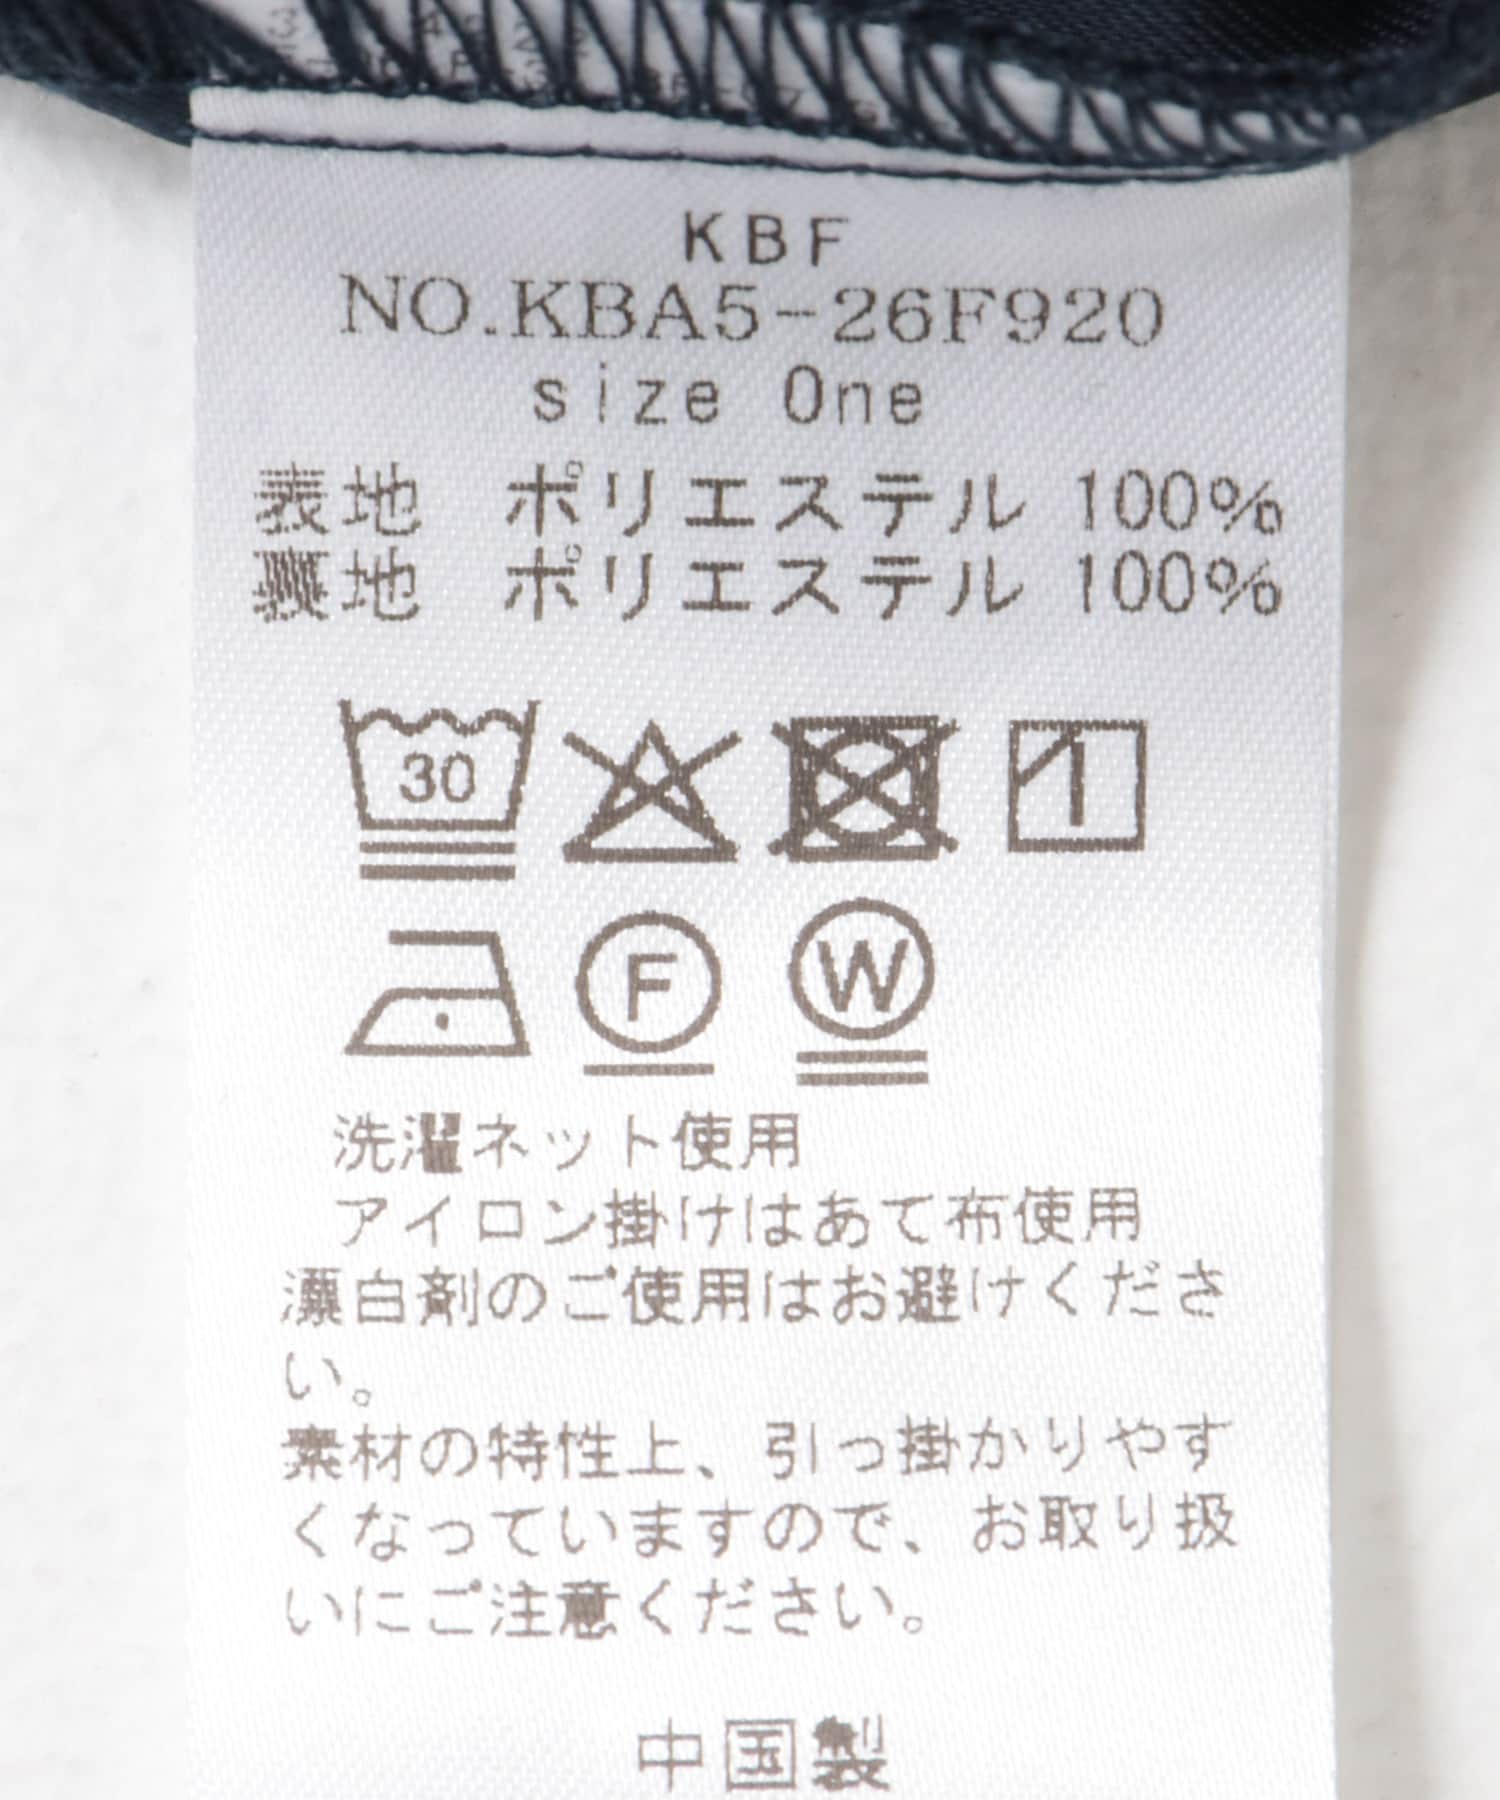 KBF
NO.KBA5-26F920
size One
表地 ポリエステル 100%
裏地 ポリエステル 100%
30
F
W
洗濯ネット使用
アイロン掛けはあて布使用
漂白剤のご使用はお避けくださ
い。
素材の特性上、引っ掛かりやす
くなっていますので、お取り扱
いにご注意ください。
中国製